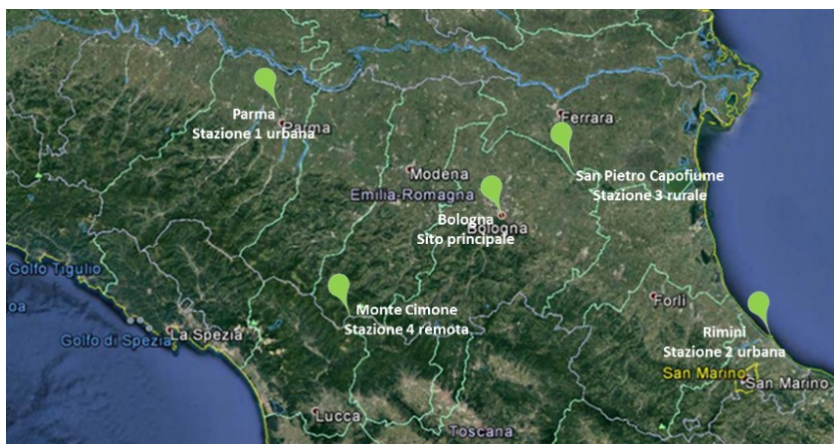 Parma
Stazione 1 urbana
Parma
Ferrara
San Pietro Capofiume
Stazione 3 rurale
Modena
Emilia-Romagna
Bologna
Bologna
Sito principale
Golfo Tigulio
oa
Monte Cimone
Stazione 4 remota
Forlì
La Spezia
Golfo di Spezia
Rimini
Stazione 2 urbana
San Marino
San Marino
Lucca
Toscana